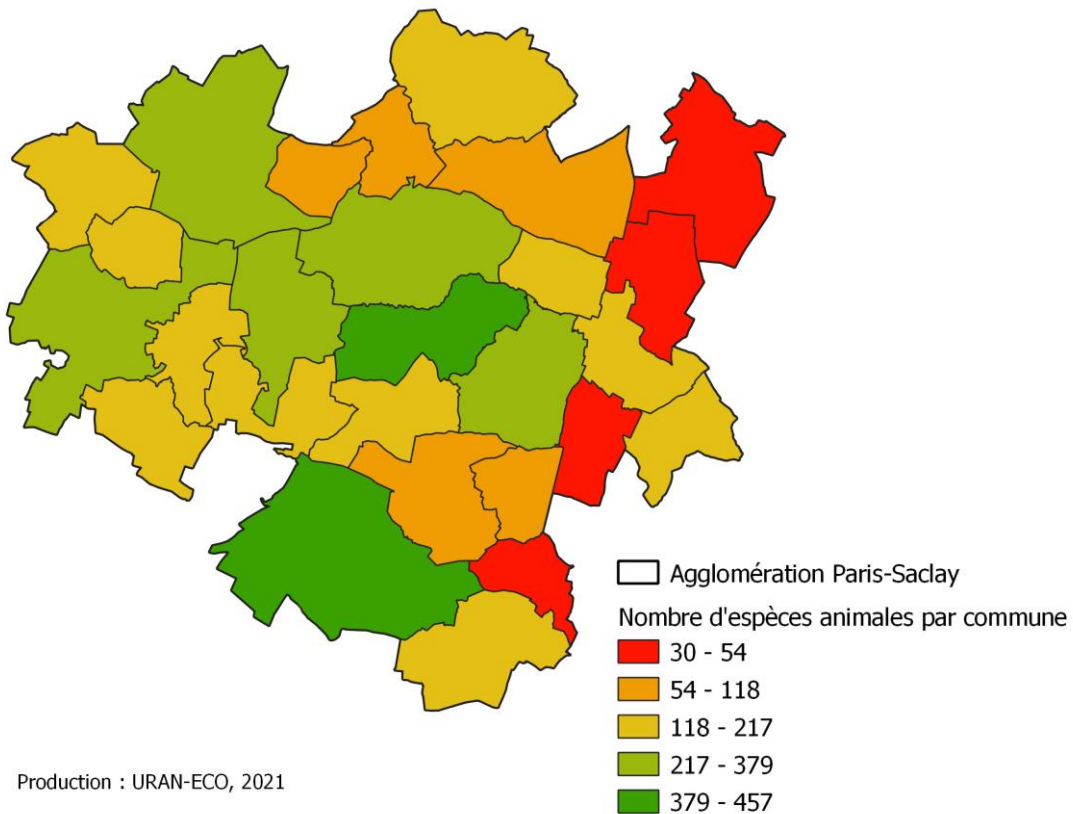 Agglomération Paris-Saclay
Nombre d'espèces animales par commune
30 - 54
54 - 118
118 - 217
217 - 379
379 - 457
Production : URAN-ECO, 2021